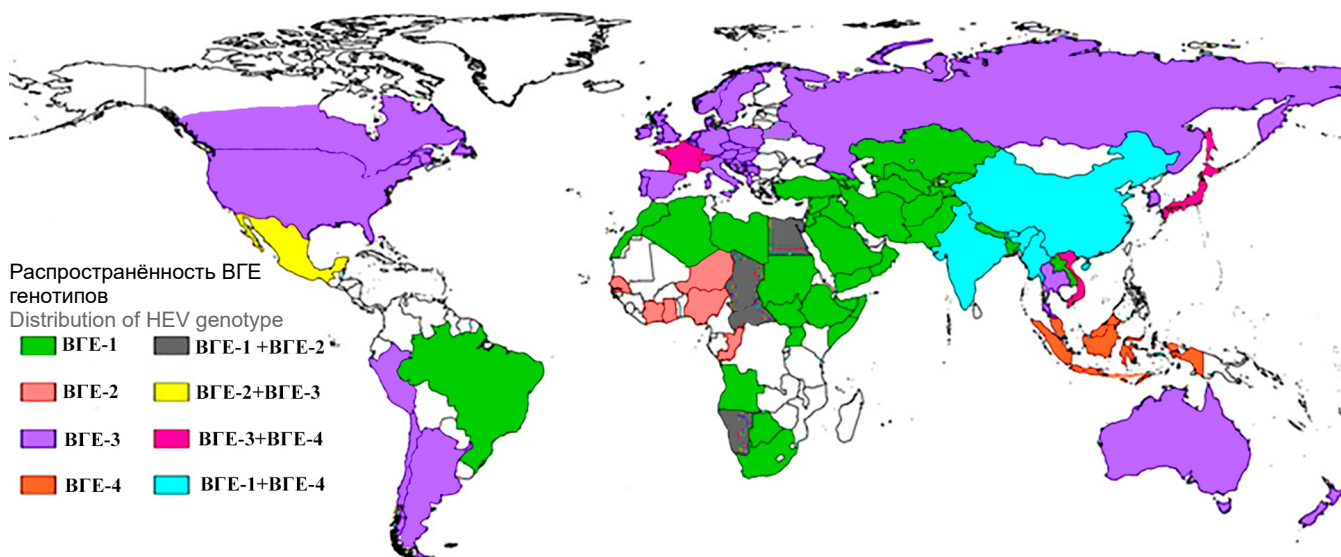 Распространённость ВГЕ
генотипов
Distribution of HEV genotype
ВГЕ-1
ВГЕ-1 +ВГЕ-2
ВГЕ-2
ВГЕ-2+ВГЕ-3
ВГЕ-3
ВГЕ-3+ВГЕ-4
ВГЕ-4
ВГЕ-1+ВГЕ-4